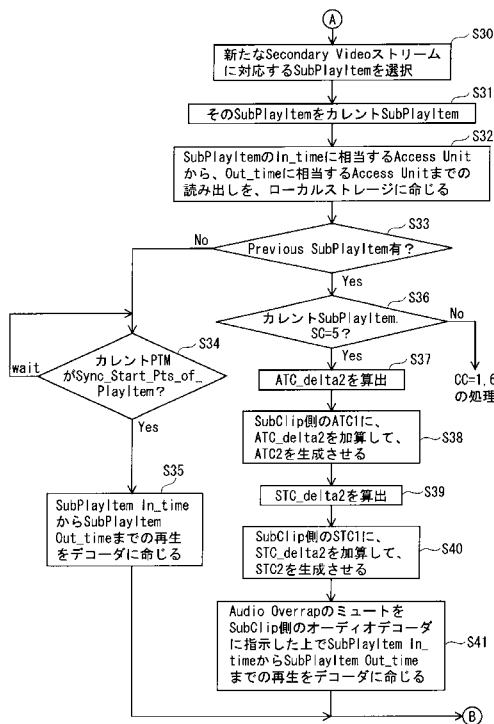 A
S30
新たなSecondary Videoストリーム
に対応するSubPlayItemを選択
S31
そのSubPlayItemをカレントSubPlayItem
S32
SubPlayItemのIn_timeに相当するAccess Unit
から、Out_timeに相当するAccess Unitまでの
読み出しを、ローカルストレージに命じる
S33
No
Previous SubPlayItem有？
Yes
S36
カレントSubPlayItem.
SC=5？
No
CC=1,6
の処理
Yes
S34
wait
カレントPTM
がSync_Start_Pts_of_
PlayItem？
Yes
S35
SubPlayItem In_time
からSubPlayItem
Out_timeまでの再生
をデコーダに命じる
S37
ATC_delta2を算出
SubClip側のATC1に、
ATC_delta2を加算して、
ATC2を生成させる
S38
S39
STC_delta2を算出
SubClip側のSTC1に、
STC_delta2を加算して、
STC2を生成させる
S40
Audio Overrapのミュートを
SubClip側のオーディオデコーダ
に指示した上でSubPlayItem In_
timeからSubPlayItem Out_time
までの再生をデコーダに命じる
S41
B